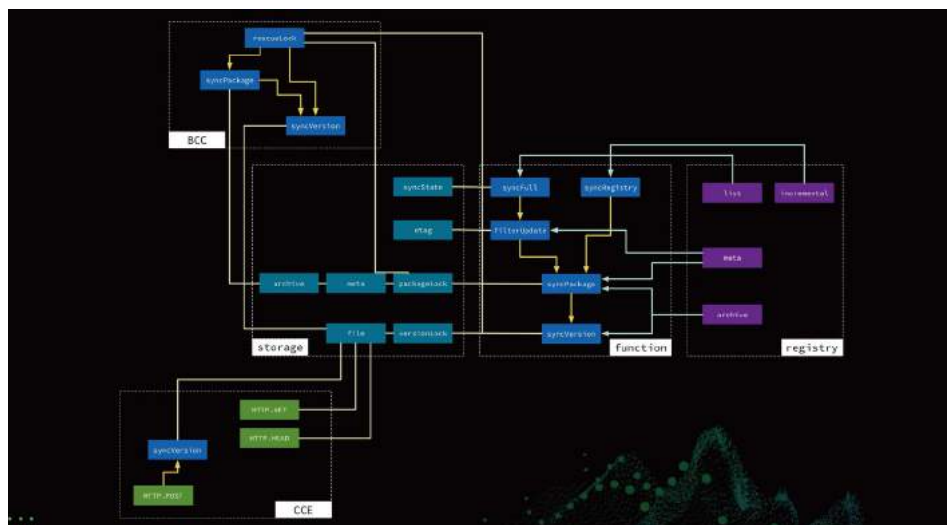 rescueLock
syncPackage
syncVersion
BCC
syncState
syncFull
syncRegistry
list
incremental
etag
filterUpdate
meta
archive
meta
packageLock
syncPackage
archive
file
versionLock
syncVersion
storage
function
registry
HTTP.GET
HTTP.HEAD
syncVersion
HTTP.POST
CCE